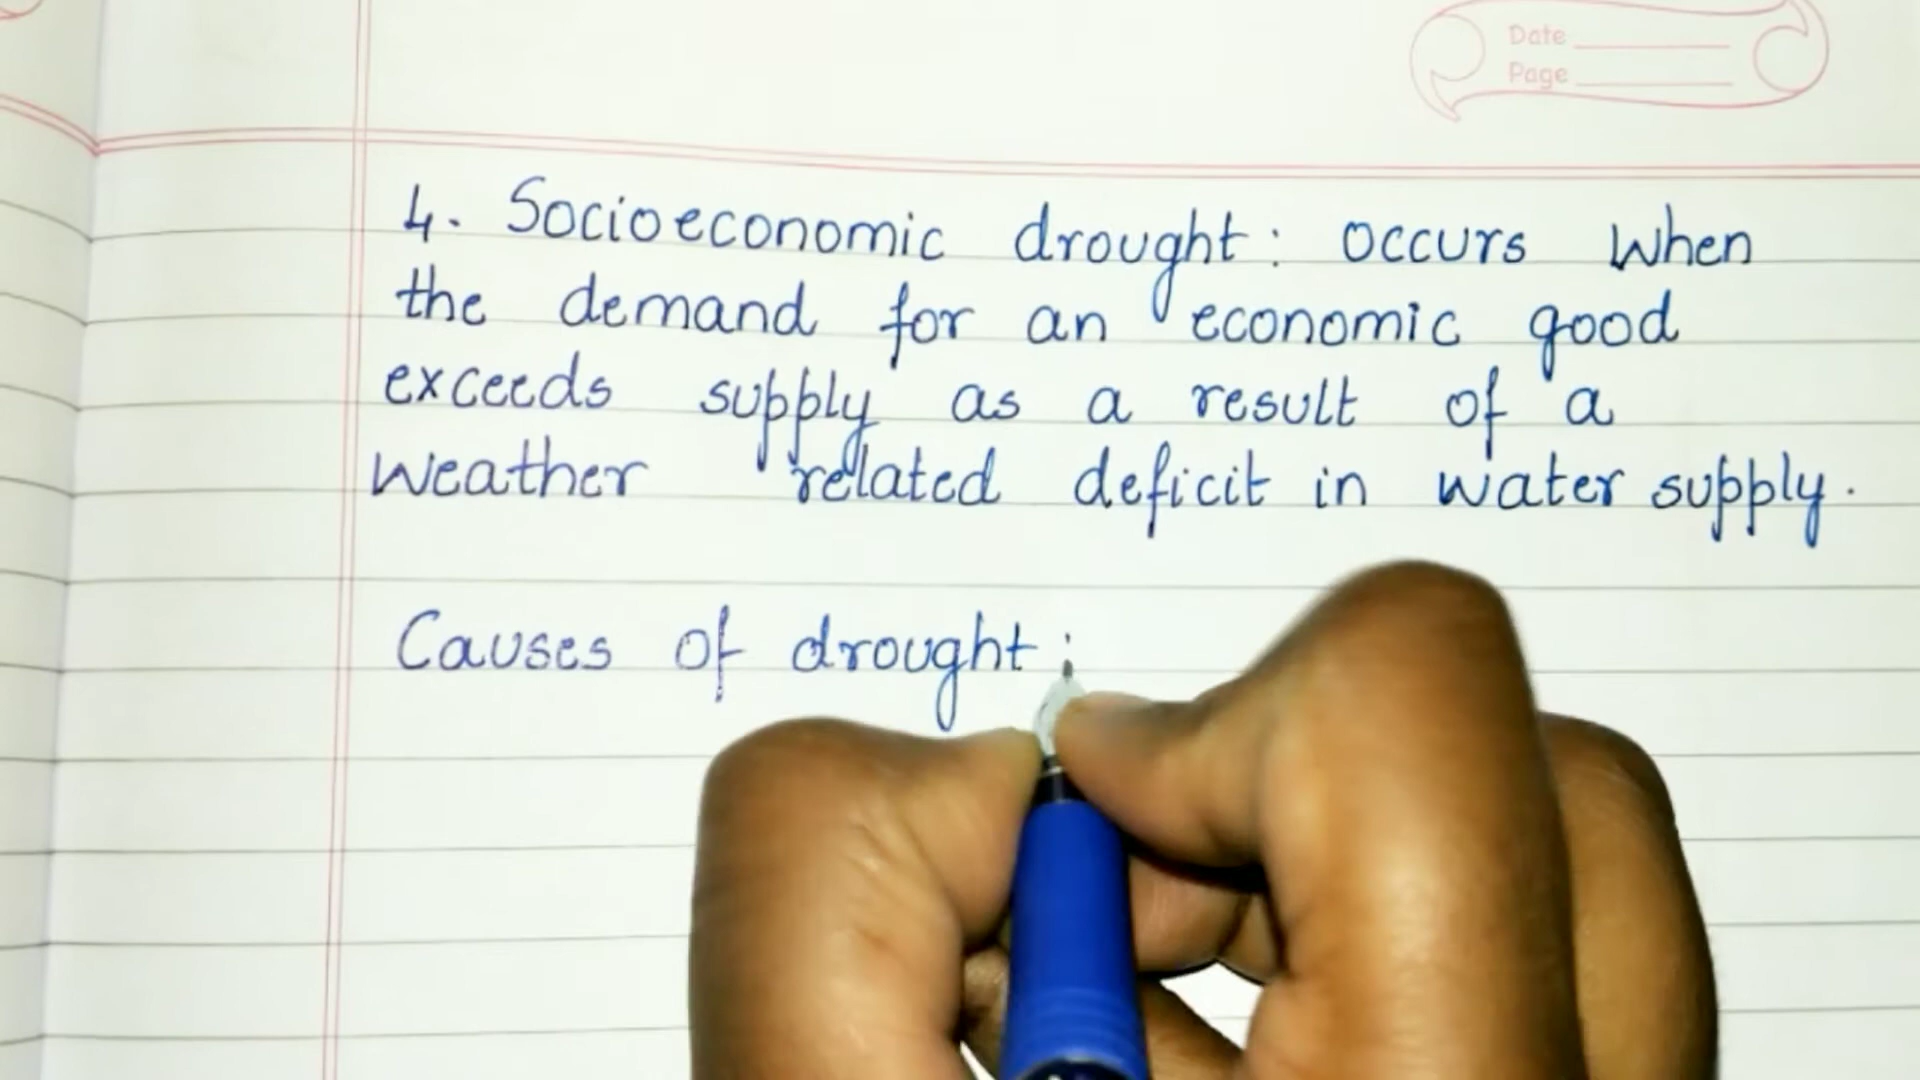 Date
Page
4. Socioeconomic drought: occurs when
the demand for an economic good
exceeds supply as a result of a
weather related deficit in water supply.
Causes of drought: